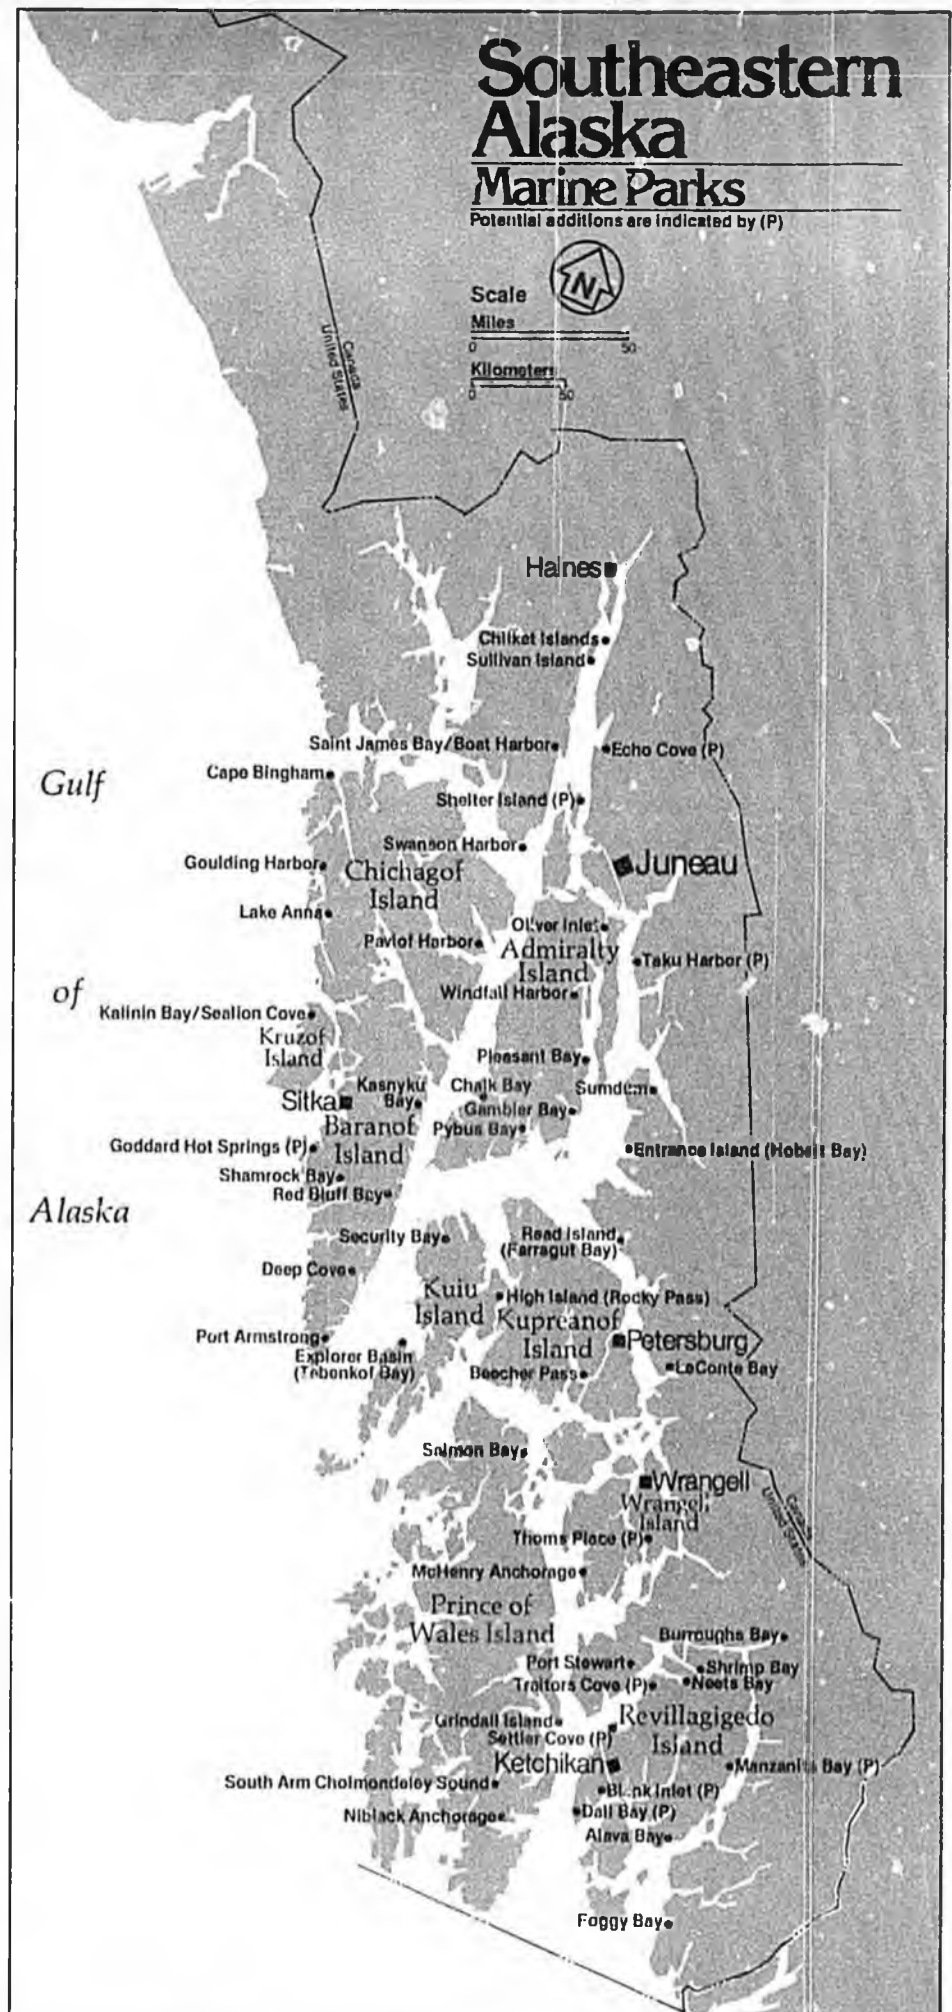 Southeastern
Alaska
Marine Parks
Potential additions are indicated by (P)
N
Scale
Miles
0 50
Kilometers
0 50
Canada
United States
Haines
Chilkat Islands
Sullivan Island
Saint James Bay/Boat Harbor
Echo Cove (P)
Gulf
Cape Bingham
Shelter Island (P)
Swanson Harbor
Goulding Harbor
Chichagof
Island
Juneau
Lake Anna
Oliver Inlet
Pavlof Harbor
Admiralty
Island
Taku Harbor (P)
of
Windfall Harbor
Kalinin Bay/Sealion Cove
Kruzof
Island
Pleasant Bay
Sitka
Kasnyku
Bay
Chalk Bay
Sumdum
Gambler Bay
Baranof
Island
Pybus Bay
Goddard Hot Springs (P)
Entrance Island (Hobart Bay)
Shamrock Bay
Red Bluff Bay
Alaska
Security Bay
Read Island
(Farragut Bay)
Deep Cove
Kuiu
Island
High Island (Rocky Pass)
Kupreanof
Island
Port Armstrong
Petersburg
Explorer Basin
(Tebenkof Bay)
Beecher Pass
LeConte Bay
Salmon Bay
Wrangell
Wrangell
Island
Canada
United States
Thoms Place (P)
McHenry Anchorage
Prince of
Wales Island
Burroughs Bay
Port Stewart
Shrimp Bay
Traitors Cove (P)
Neets Bay
Grindall Island
Revillagigedo
Island
Settler Cove (P)
Ketchikan
Manzanita Bay (P)
South Arm Cholmondeley Sound
Blank Inlet (P)
Niblack Anchorage
Dall Bay (P)
Alava Bay
Foggy Bay